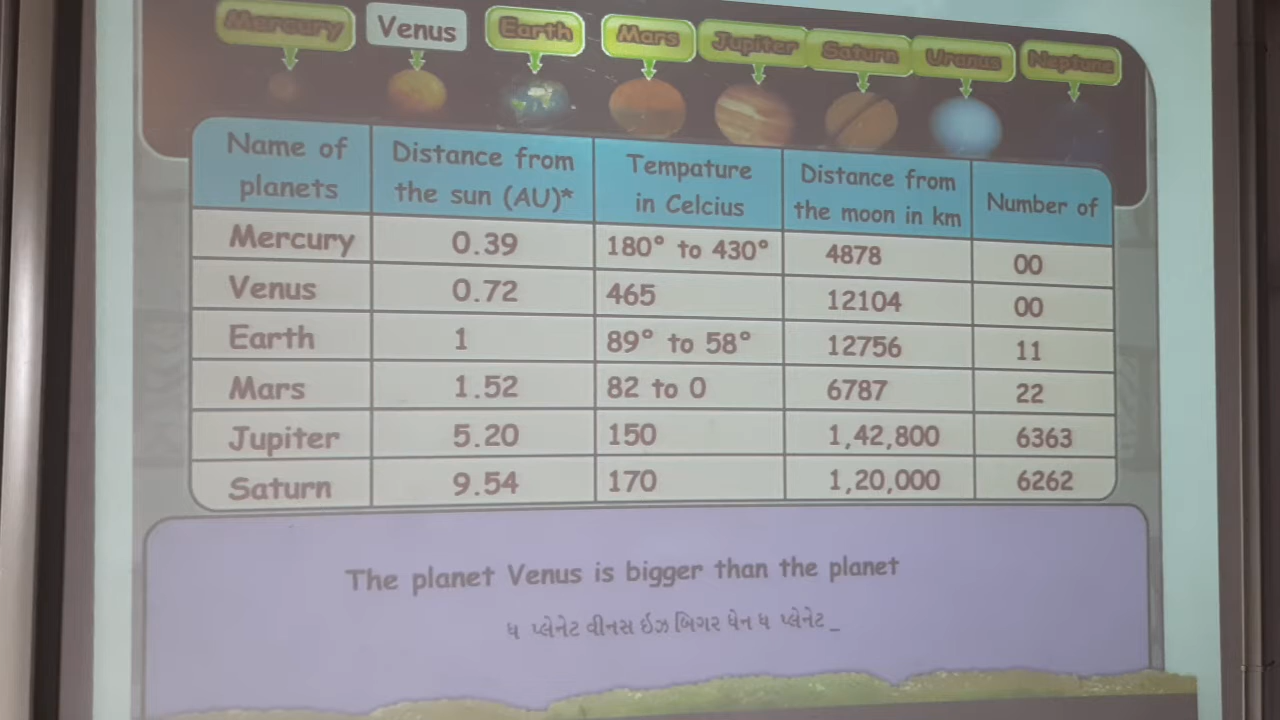 Mercury Venus Earth Mars Jupiter Saturn Uranus Neptune
Name of planets Distance from the sun (AU)* Tempature in Celcius Distance from the moon in km Number of
Mercury 0.39 180° to 430° 4878 00
Venus 0.72 465 12104 00
Earth 1 89° to 58° 12756 11
Mars 1.52 82 to 0 6787 22
Jupiter 5.20 150 1,42,800 6363
Saturn 9.54 170 1,20,000 6262
The planet Venus is bigger than the planet
ધ પ્લેનેટ વીનસ ઇઝ બિગર ધેન ધ પ્લેનેટ _